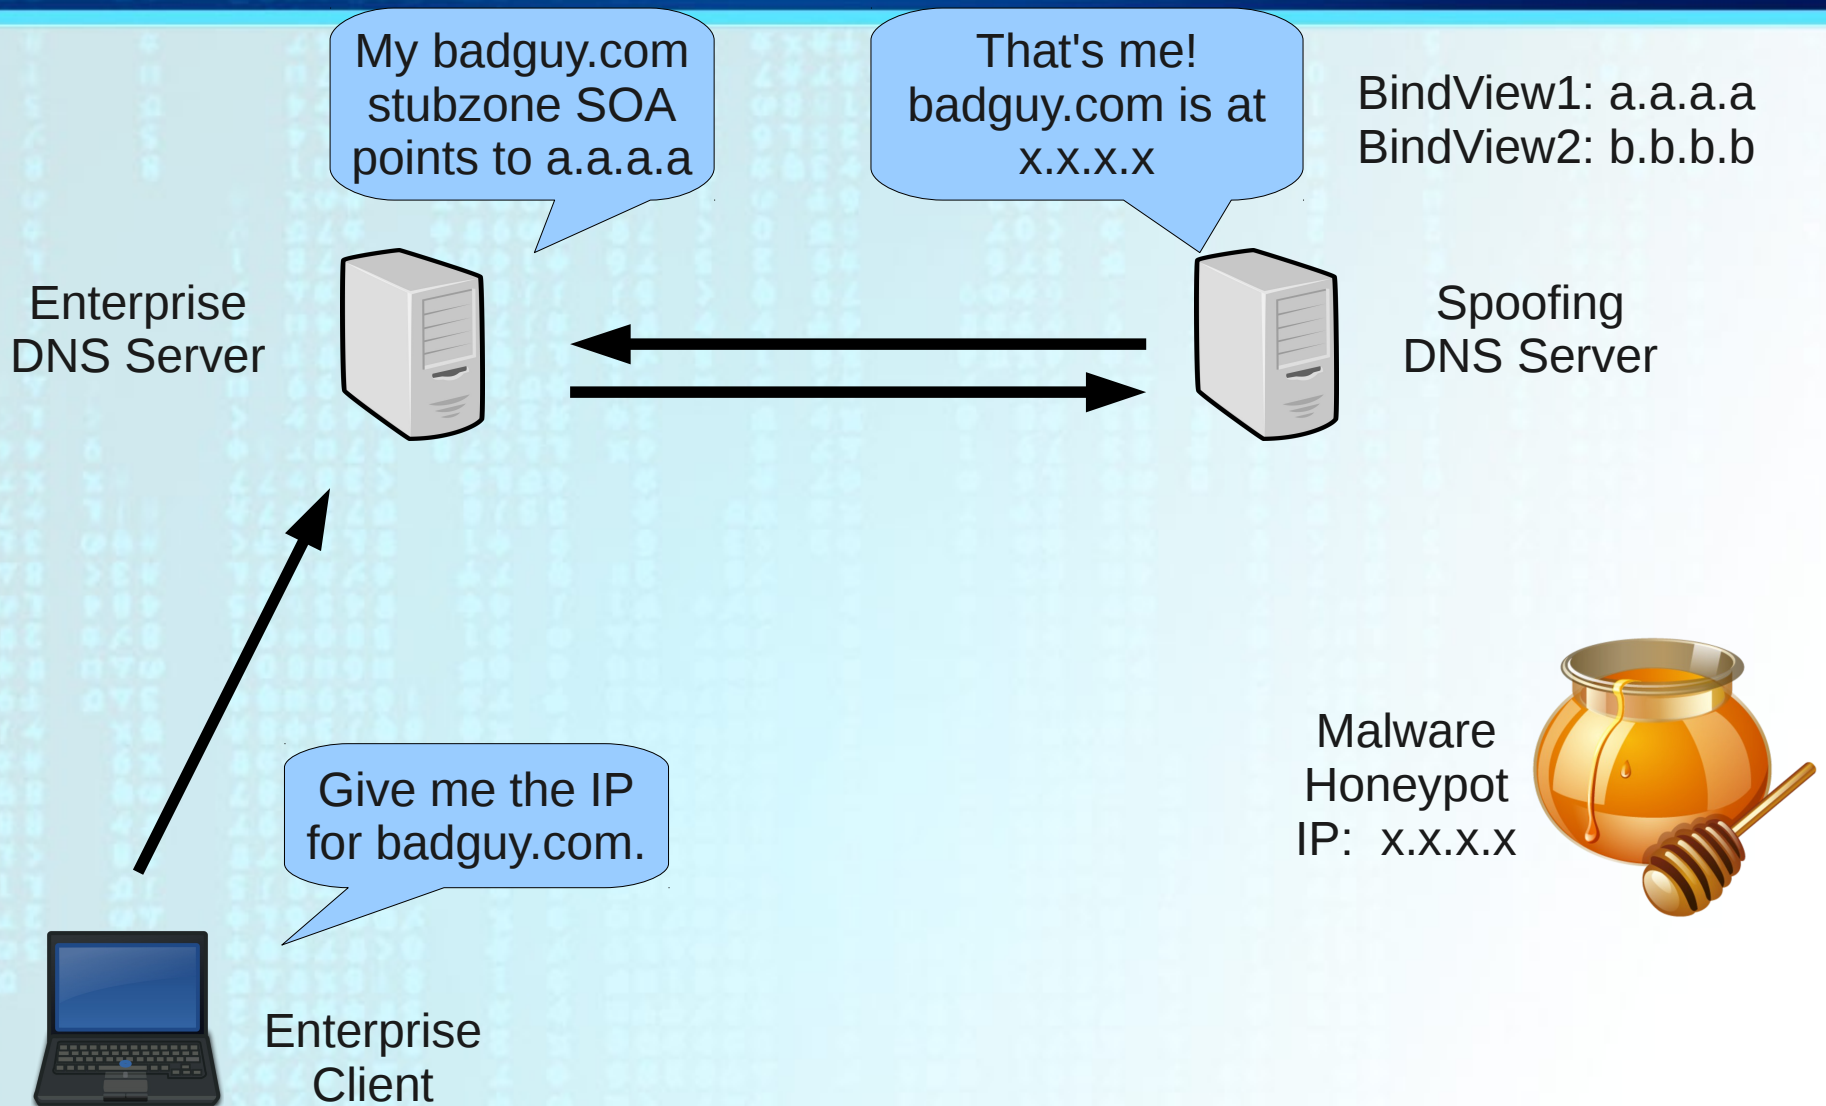 My badguy.com
stubzone SOA
points to a.a.a.a
That's me!
badguy.com is at
x.x.x.x
BindView1: a.a.a.a
BindView2: b.b.b.b
Enterprise
DNS Server
Spoofing
DNS Server
Give me the IP
for badguy.com.
Malware
Honeypot
IP:  x.x.x.x
Enterprise
Client